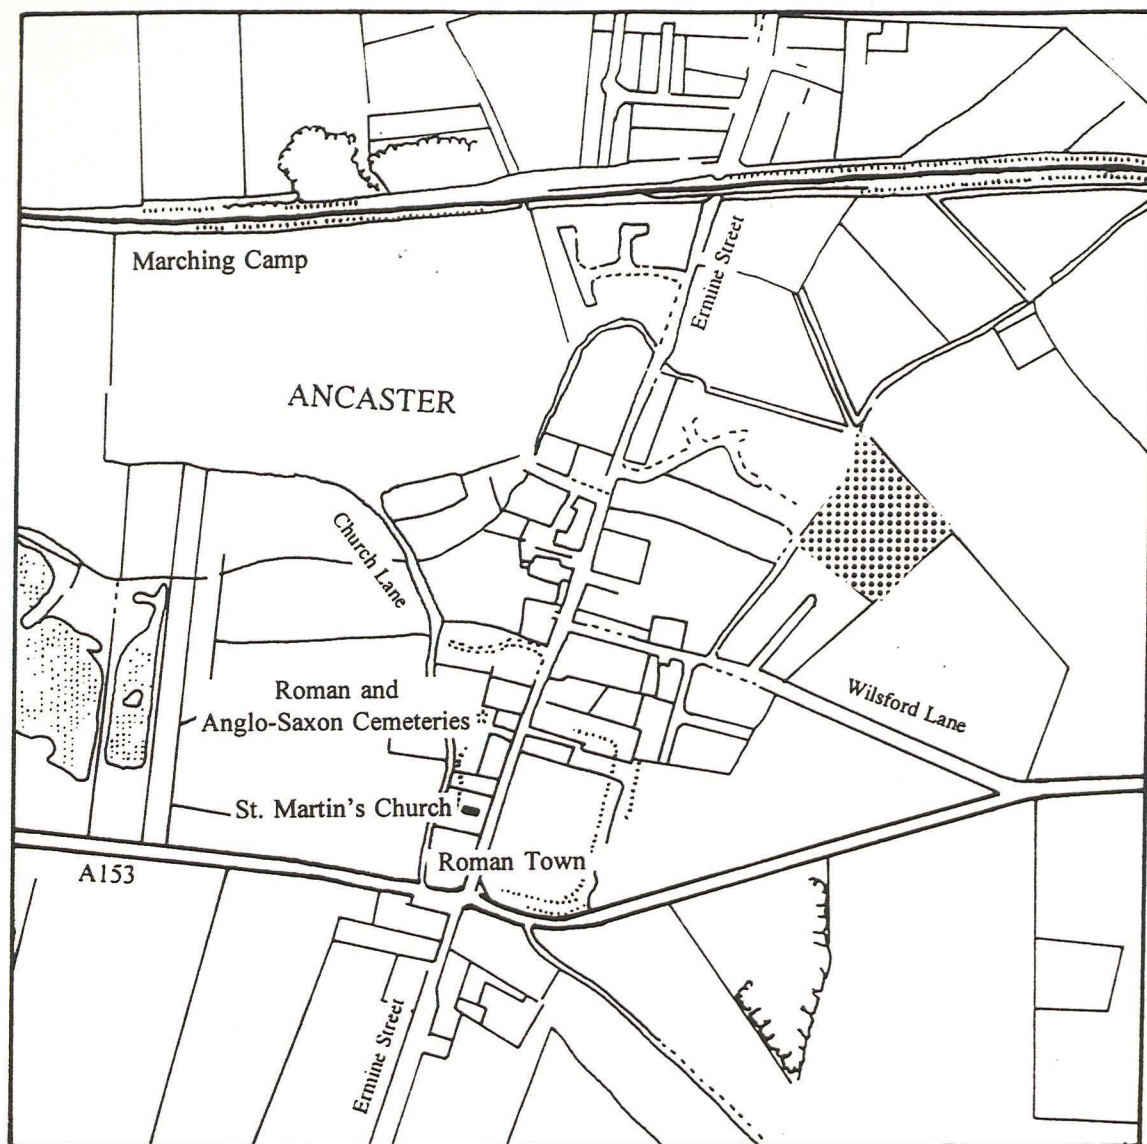 Marching Camp
Ermine Street
ANCASTER
Church Lane
Roman and
Anglo-Saxon Cemeteries
Wilsford Lane
St. Martin's Church
Roman Town
A153
Ermine Street